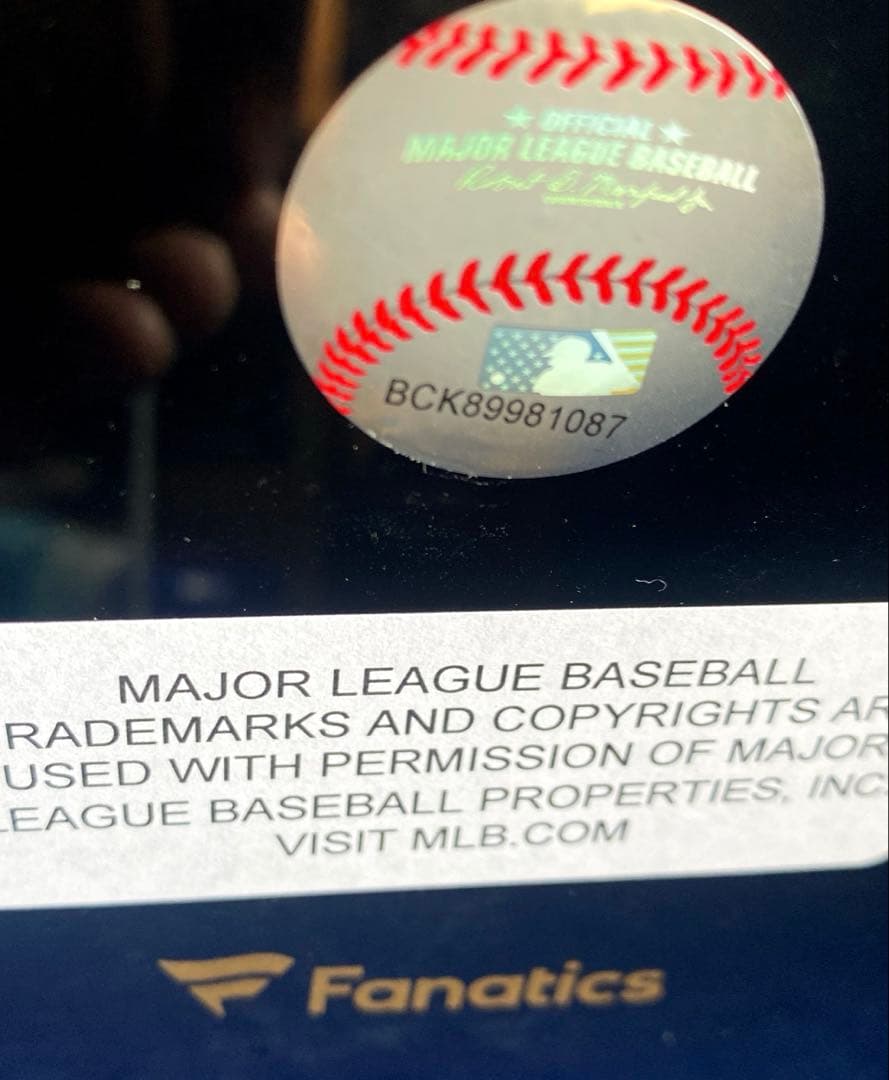 OFFICIAL
MAJOR LEAGUE BASEBALL
BCK89981087
MAJOR LEAGUE BASEBALL
RADEMARKS AND COPYRIGHTS AR
USED WITH PERMISSION OF MAJOR
LEAGUE BASEBALL PROPERTIES, INC.
VISIT MLB.COM
Fanatics